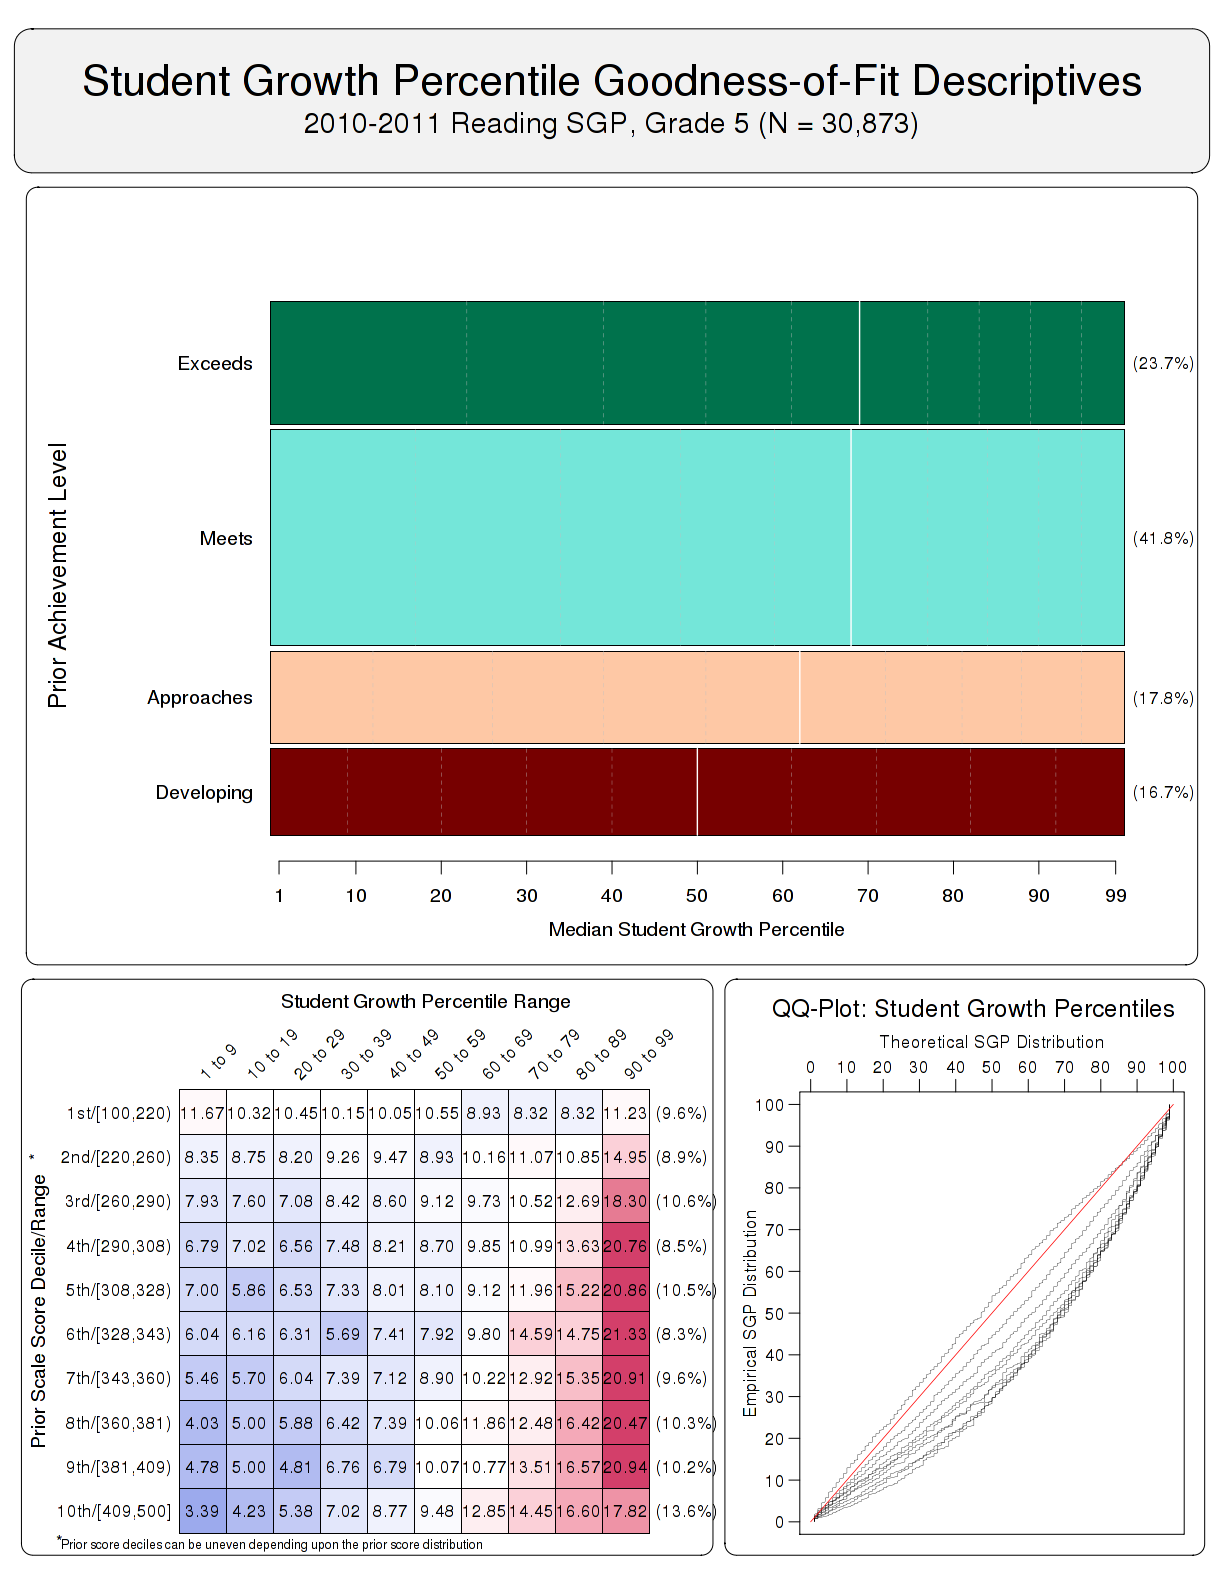 Student Growth Percentile Goodness-of-Fit Descriptives
2010-2011 Reading SGP, Grade 5 (N = 30,873)
Prior Achievement Level
Exceeds (23.7%)
Meets (41.8%)
Approaches (17.8%)
Developing (16.7%)
1 10 20 30 40 50 60 70 80 90 99
Median Student Growth Percentile
Student Growth Percentile Range
1 to 9 10 to 19 20 to 29 30 to 39 40 to 49 50 to 59 60 to 69 70 to 79 80 to 89 90 to 99
Prior Scale Score Decile/Range *
1st/[100,220) 11.67 10.32 10.45 10.15 10.05 10.55 8.93 8.32 8.32 11.23 (9.6%)
2nd/[220,260) 8.35 8.75 8.20 9.26 9.47 8.93 10.16 11.07 10.85 14.95 (8.9%)
3rd/[260,290) 7.93 7.60 7.08 8.42 8.60 9.12 9.73 10.52 12.69 18.30 (10.6%)
4th/[290,308) 6.79 7.02 6.56 7.48 8.21 8.70 9.85 10.99 13.63 20.76 (8.5%)
5th/[308,328) 7.00 5.86 6.53 7.33 8.01 8.10 9.12 11.96 15.22 20.86 (10.5%)
6th/[328,343) 6.04 6.16 6.31 5.69 7.41 7.92 9.80 14.59 14.75 21.33 (8.3%)
7th/[343,360) 5.46 5.70 6.04 7.39 7.12 8.90 10.22 12.92 15.35 20.91 (9.6%)
8th/[360,381) 4.03 5.00 5.88 6.42 7.39 10.06 11.86 12.48 16.42 20.47 (10.3%)
9th/[381,409) 4.78 5.00 4.81 6.76 6.79 10.07 10.77 13.51 16.57 20.94 (10.2%)
10th/[409,500] 3.39 4.23 5.38 7.02 8.77 9.48 12.85 14.45 16.60 17.82 (13.6%)
*Prior score deciles can be uneven depending upon the prior score distribution
QQ-Plot: Student Growth Percentiles
Theoretical SGP Distribution
0 10 20 30 40 50 60 70 80 90 100
Empirical SGP Distribution
100
90
80
70
60
50
40
30
20
10
0